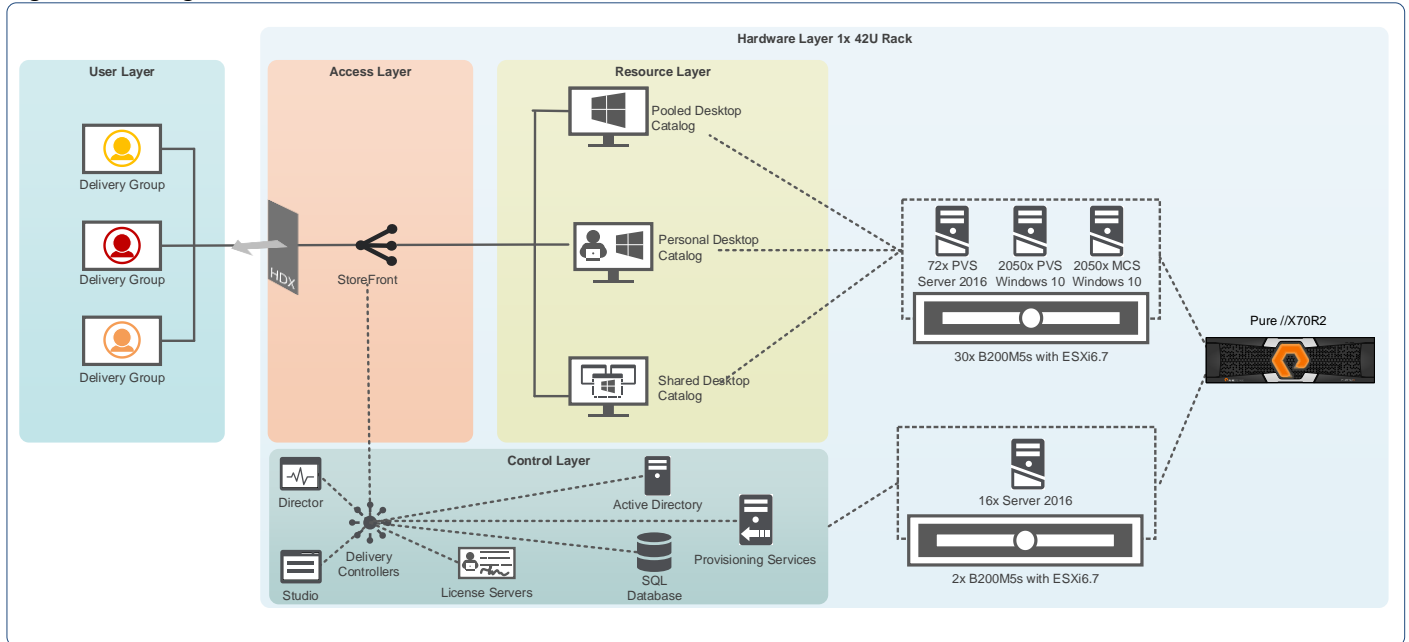 Hardware Layer 1x 42U Rack
User Layer
Access Layer
Resource Layer
Delivery Group
Delivery Group
Delivery Group
HDX
StoreFront
Pooled Desktop
Catalog
Personal Desktop
Catalog
Shared Desktop
Catalog
72x PVS
Server 2016
2050x PVS
Windows 10
2050x MCS
Windows 10
30x B200M5s with ESXi6.7
Pure //X70R2
16x Server 2016
2x B200M5s with ESXi6.7
Control Layer
Director
Studio
Delivery
Controllers
License Servers
Active Directory
SQL
Database
Provisioning Services